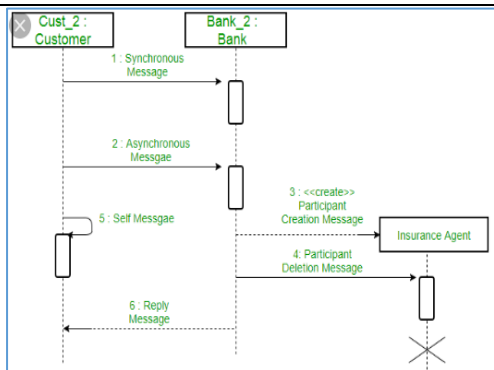 Cust_2 :
Customer
Bank_2 :
Bank
1 : Synchronous
Message
2 : Asynchronous
Messgae
3 : <<create>>
Participant
Creation Message
5 : Self Messgae
Insurance Agent
4: Participant
Deletion Message
6 : Reply
Message